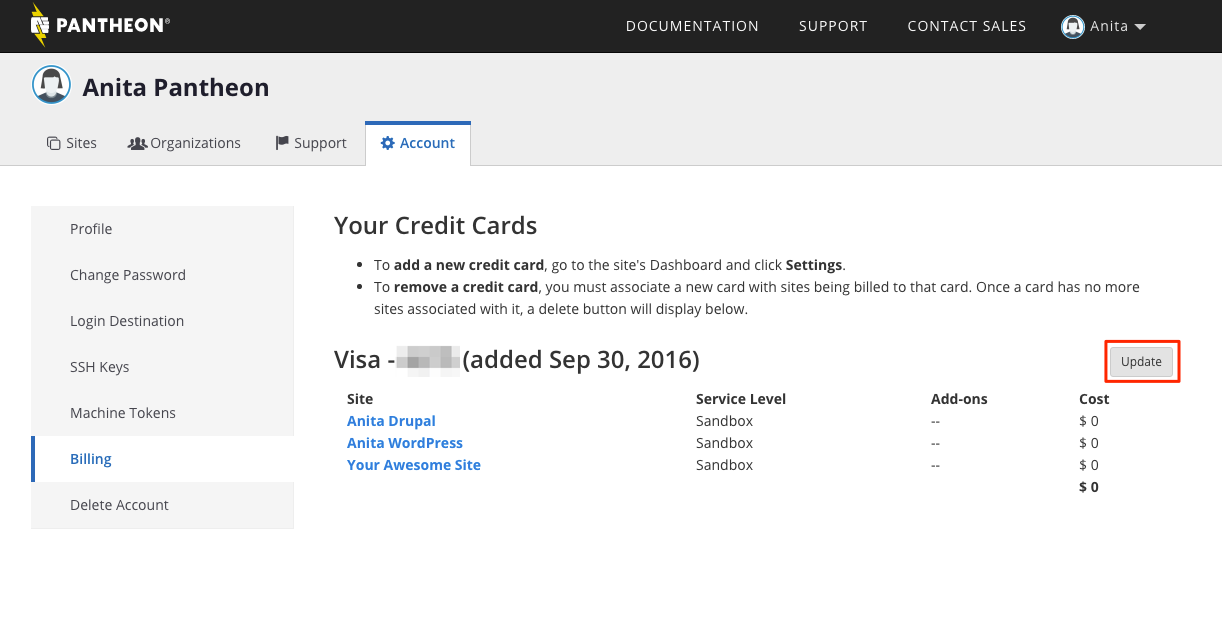 PANTHEON®
DOCUMENTATION SUPPORT CONTACT SALES Anita
Anita Pantheon
Sites Organizations Support Account
Profile
Change Password
Login Destination
SSH Keys
Machine Tokens
Billing
Delete Account
Your Credit Cards
• To add a new credit card, go to the site's Dashboard and click Settings.
• To remove a credit card, you must associate a new card with sites being billed to that card. Once a card has no more
sites associated with it, a delete button will display below.
Visa - (added Sep 30, 2016) Update
Site Service Level Add-ons Cost
Anita Drupal Sandbox -- $ 0
Anita WordPress Sandbox -- $ 0
Your Awesome Site Sandbox -- $ 0
$ 0